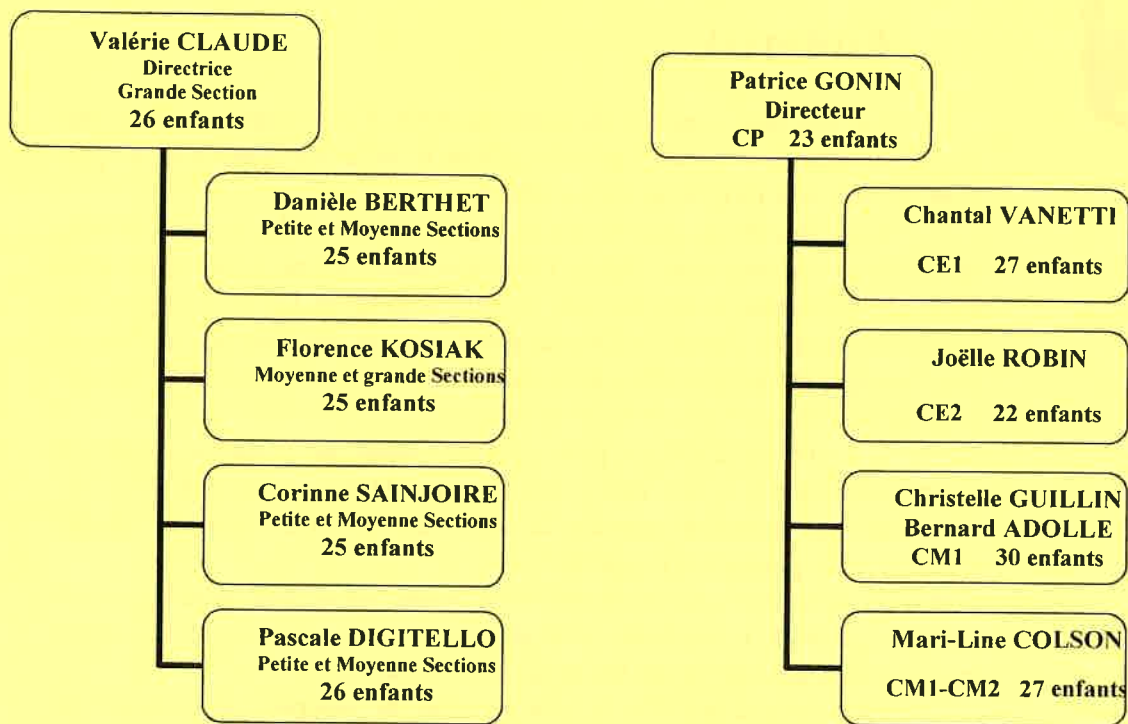 Valérie CLAUDE
Directrice
Grande Section
26 enfants
Danièle BERTHET
Petite et Moyenne Sections
25 enfants
Florence KOSIAK
Moyenne et grande Sections
25 enfants
Corinne SAINJOIRE
Petite et Moyenne Sections
25 enfants
Pascale DIGITELLO
Petite et Moyenne Sections
26 enfants
Patrice GONIN
Directeur
CP 23 enfants
Chantal VANETTI
CE1 27 enfants
Joëlle ROBIN
CE2 22 enfants
Christelle GUILLIN
Bernard ADOLLE
CM1 30 enfants
Mari-Line COLSON
CM1-CM2 27 enfants